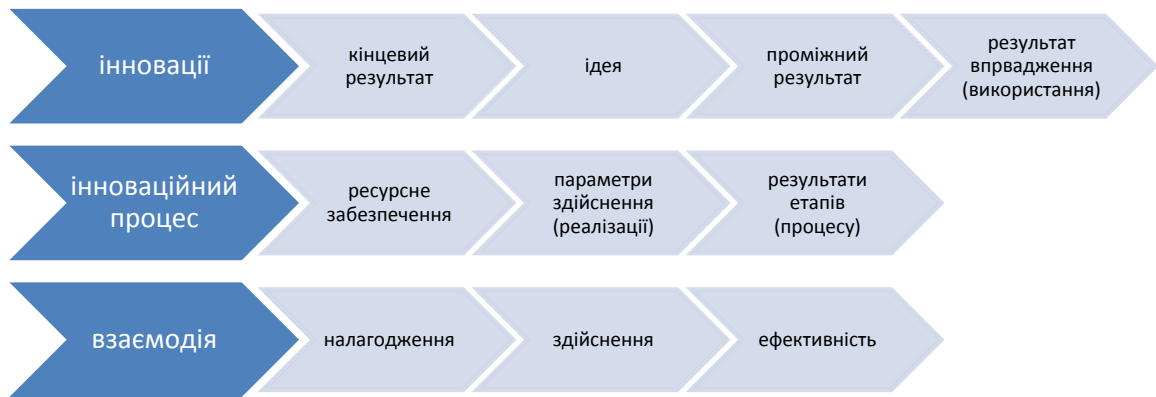 інновації
кінцевий
результат
ідея
проміжний
результат
результат
впрвадження
(використання)
інноваційний
процес
ресурсне
забезпечення
параметри
здійснення
(реалізації)
результати
етапів
(процесу)
взаємодія
налагодження
здійснення
ефективність